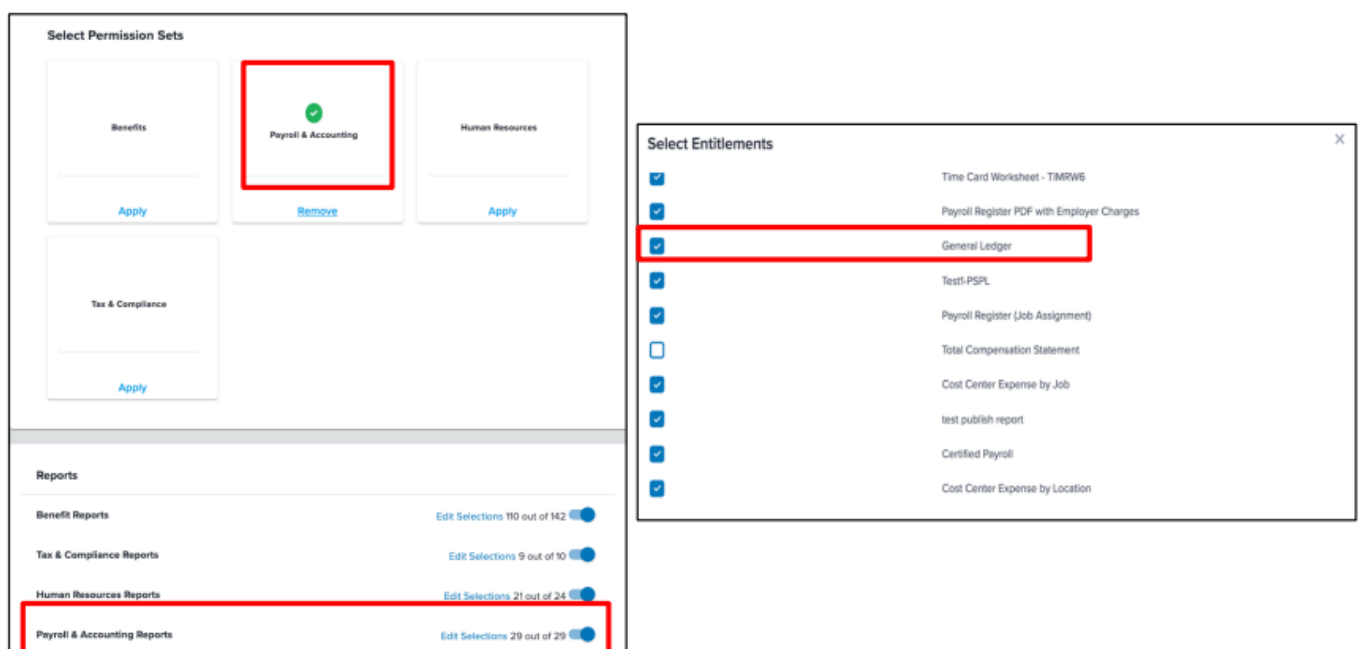 Select Permission Sets
Benefits
Payroll & Accounting
Human Resources
Apply
Remove
Apply
Tax & Compliance
Apply
Reports
Benefit Reports
Edit Selections 110 out of 142
Tax & Compliance Reports
Edit Selections 9 out of 10
Human Resources Reports
Edit Selections 21 out of 24
Payroll & Accounting Reports
Edit Selections 29 out of 29
Select Entitlements
Time Card Worksheet - TIMRW6
Payroll Register PDF with Employer Charges
General Ledger
Test1-PSPL
Payroll Register (Job Assignment)
Total Compensation Statement
Cost Center Expense by Job
test publish report
Certified Payroll
Cost Center Expense by Location